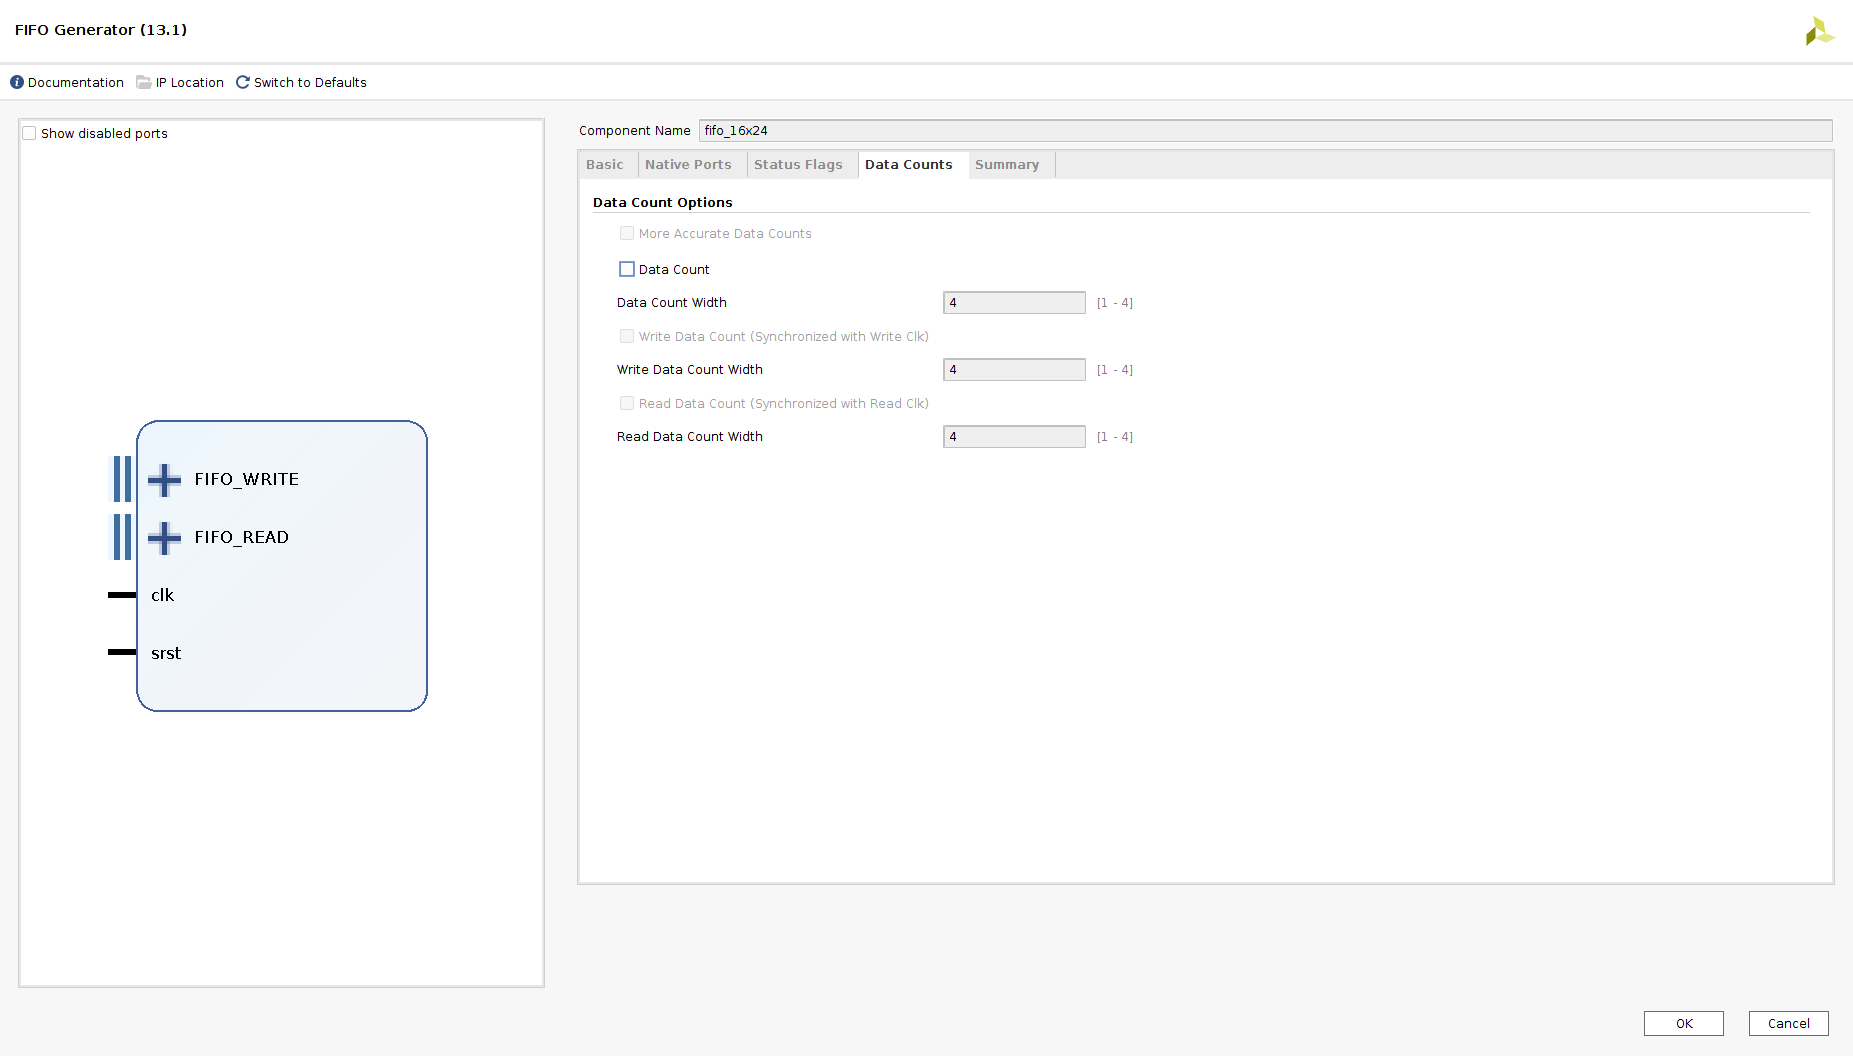 FIFO Generator (13.1)
Documentation IP Location Switch to Defaults
Show disabled ports
FIFO_WRITE
FIFO_READ
clk
srst
Component Name fifo_16x24
Basic Native Ports Status Flags Data Counts Summary
Data Count Options
More Accurate Data Counts
Data Count
Data Count Width 4 [1 - 4]
Write Data Count (Synchronized with Write Clk)
Write Data Count Width 4 [1 - 4]
Read Data Count (Synchronized with Read Clk)
Read Data Count Width 4 [1 - 4]
OK Cancel